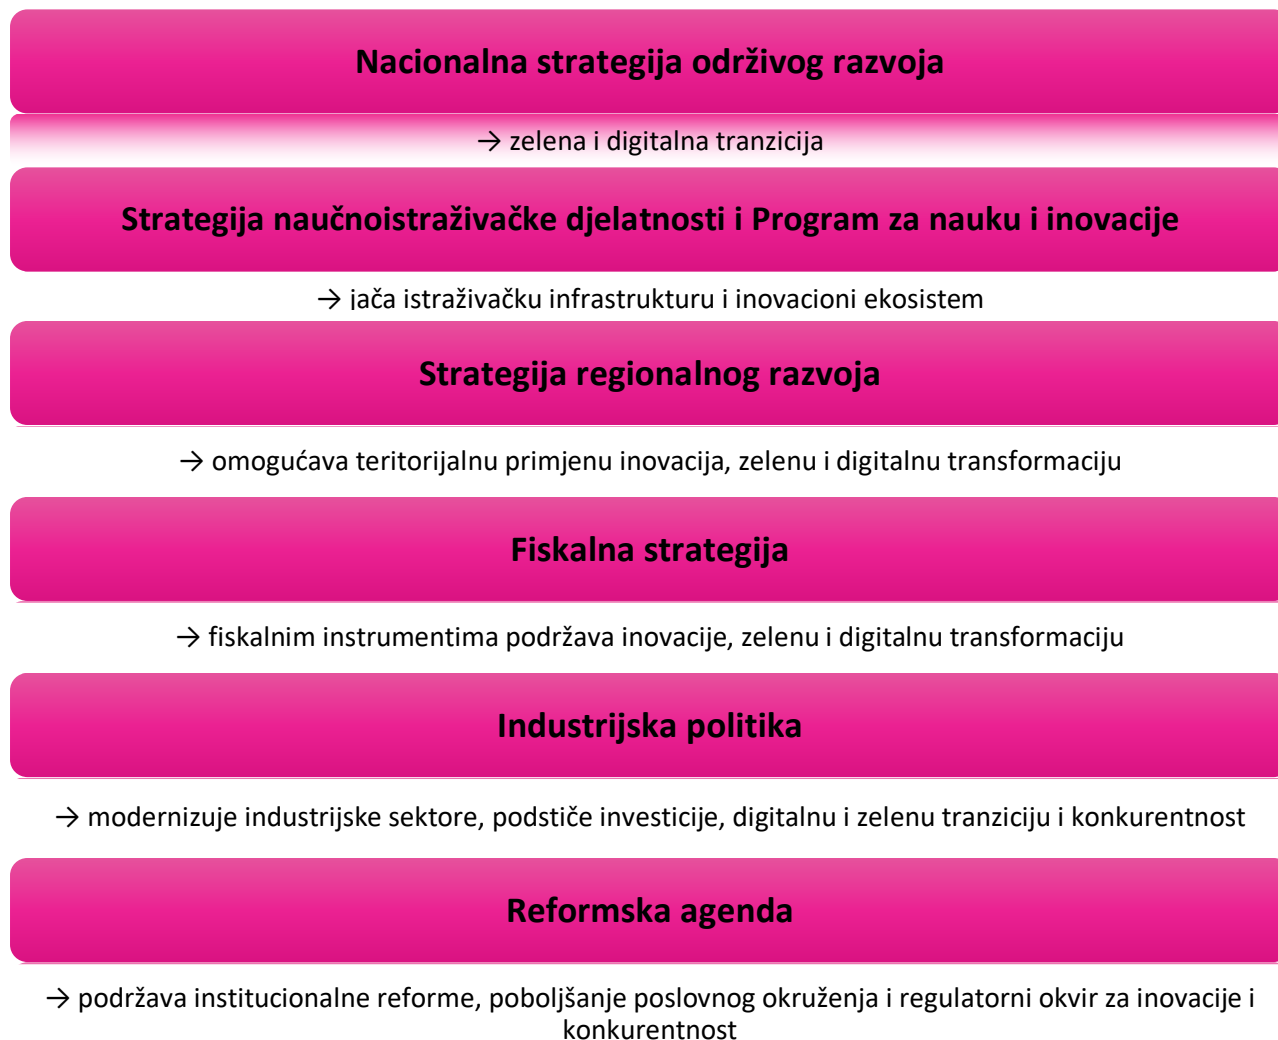 Nacionalna strategija održivog razvoja
→ zelena i digitalna tranzicija
Strategija naučnoistraživačke djelatnosti i Program za nauku i inovacije
→ jača istraživačku infrastrukturu i inovacioni ekosistem
Strategija regionalnog razvoja
→ omogućava teritorijalnu primjenu inovacija, zelenu i digitalnu transformaciju
Fiskalna strategija
→ fiskalnim instrumentima podržava inovacije, zelenu i digitalnu transformaciju
Industrijska politika
→ modernizuje industrijske sektore, podstiče investicije, digitalnu i zelenu tranziciju i konkurentnost
Reformska agenda
→ podržava institucionalne reforme, poboljšanje poslovnog okruženja i regulatorni okvir za inovacije i
konkurentnost